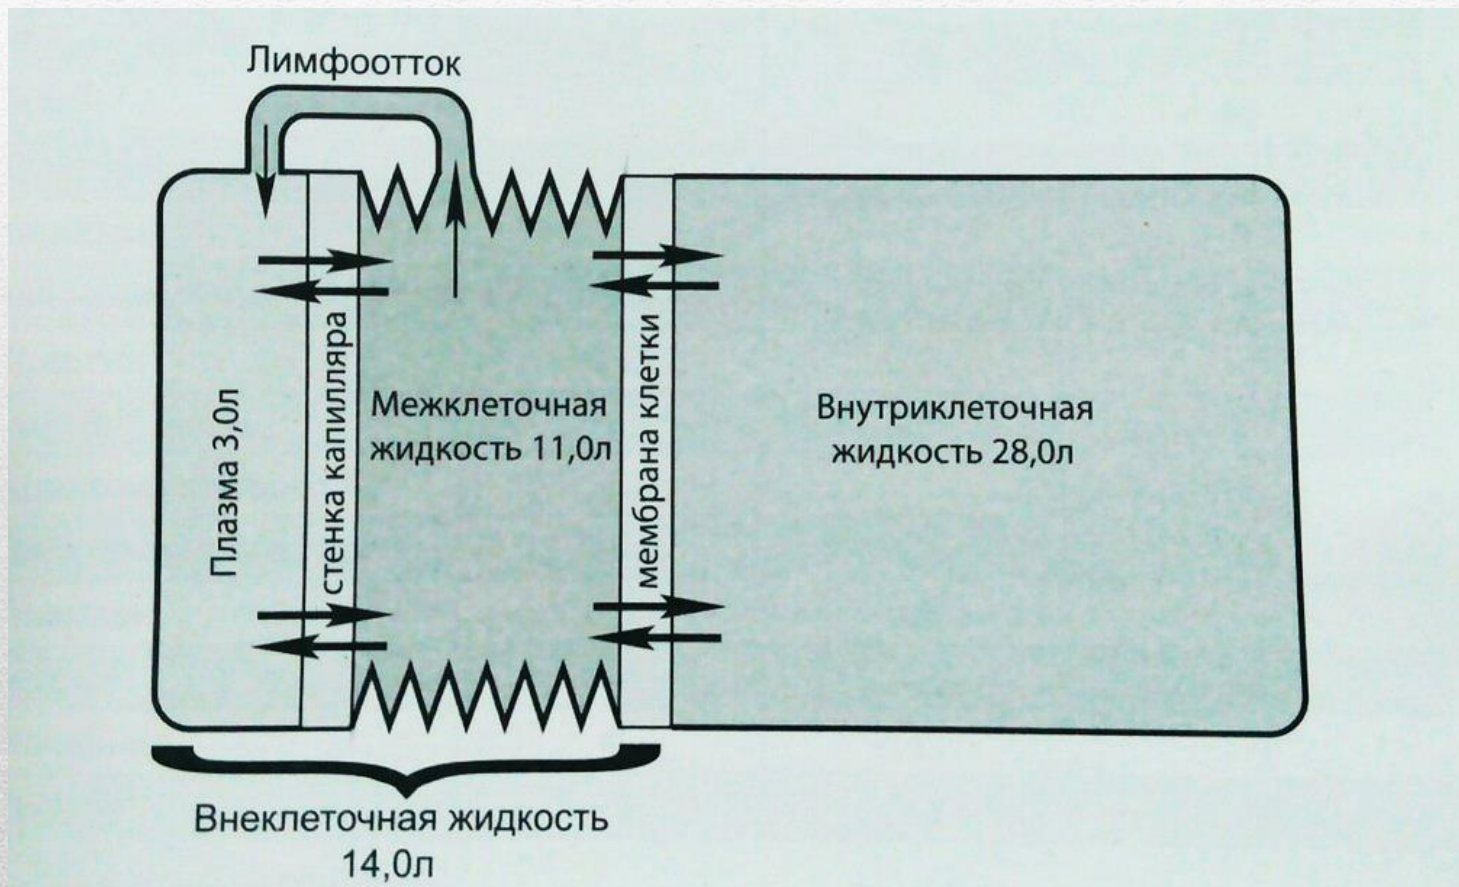 Лимфоотток
Плазма 3,0л
стенка капилляра
Межклеточная
жидкость 11,0л
мембрана клетки
Внутриклеточная
жидкость 28,0л
Внеклеточная жидкость
14,0л